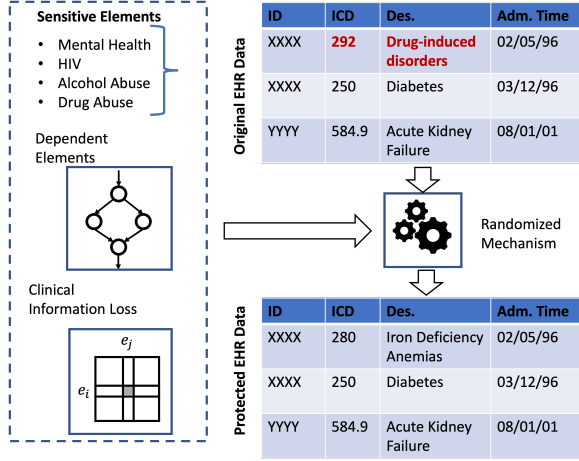 Sensitive Elements
• Mental Health
• HIV
• Alcohol Abuse
• Drug Abuse
Dependent
Elements
Clinical
Information Loss
e_j
e_i
Original EHR Data
ID ICD Des. Adm. Time
XXXX 292 Drug-induced disorders 02/05/96
XXXX 250 Diabetes 03/12/96
YYYY 584.9 Acute Kidney Failure 08/01/01
Randomized
Mechanism
Protected EHR Data
ID ICD Des. Adm. Time
XXXX 280 Iron Deficiency Anemias 02/05/96
XXXX 250 Diabetes 03/12/96
YYYY 584.9 Acute Kidney Failure 08/01/01